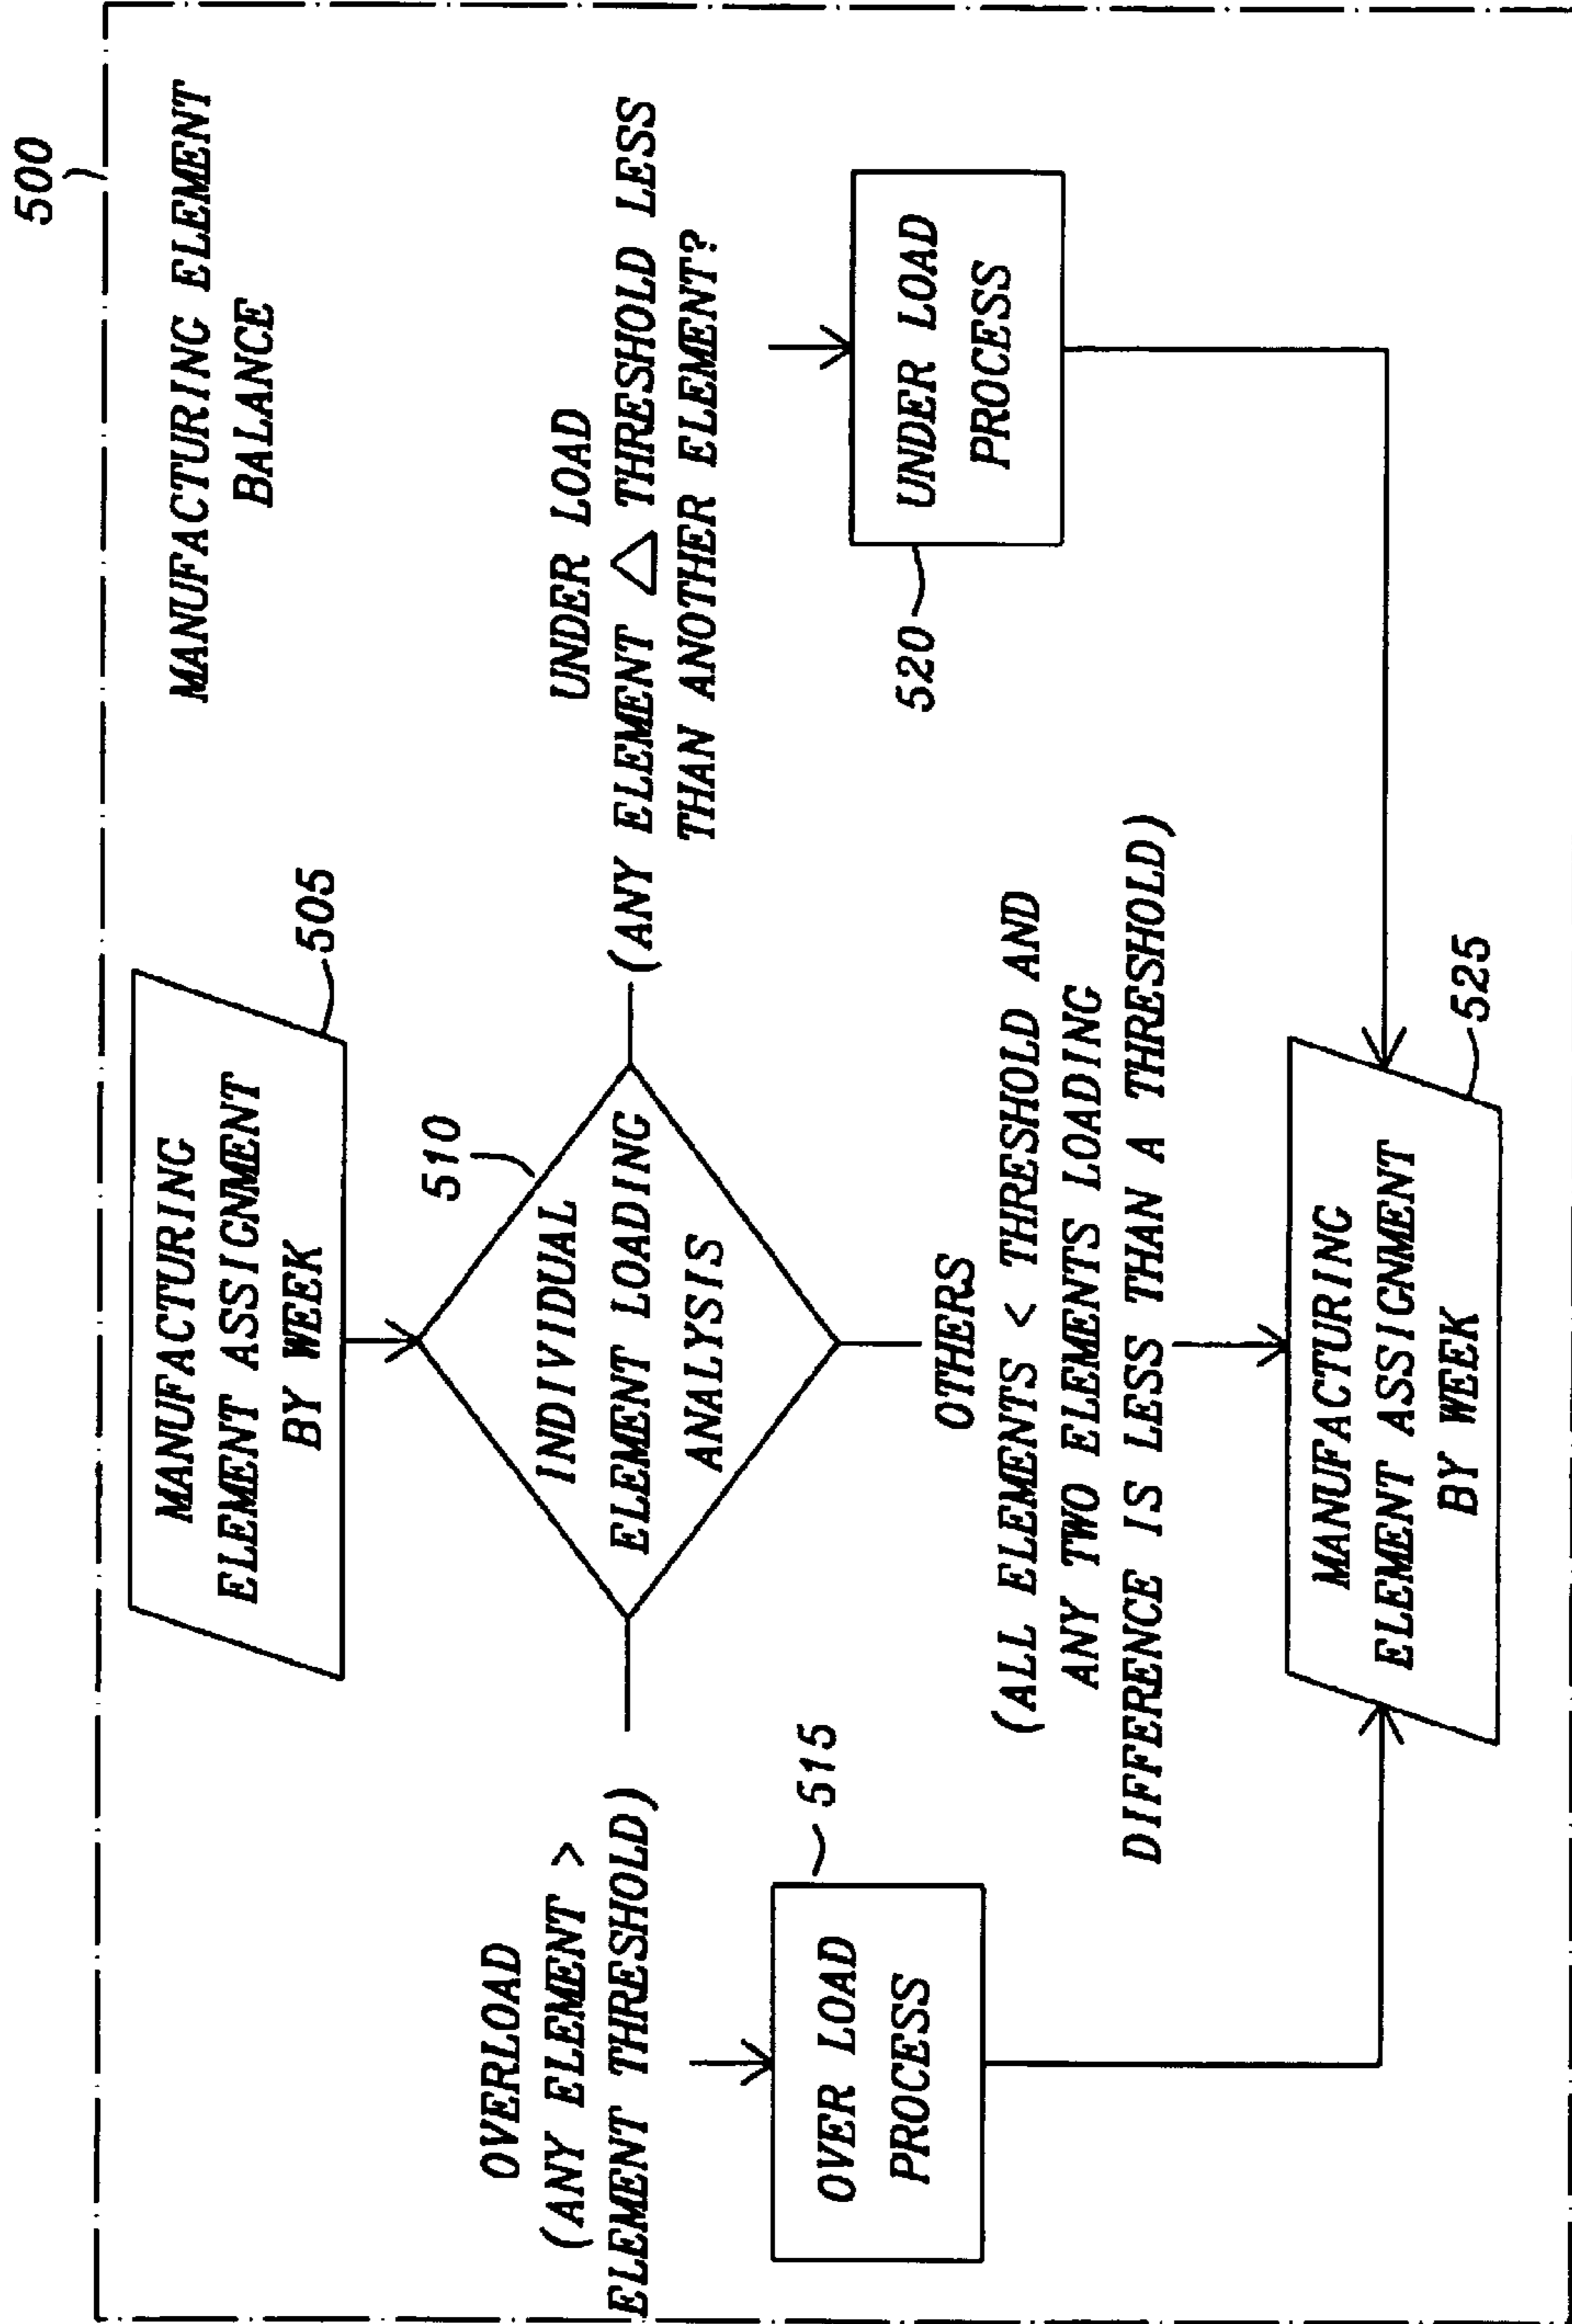 500
MANUFACTURING ELEMENT
BALANCE
MANUFACTURING
ELEMENT ASSIGNMENT
BY WEEK
505
510
INDIVIDUAL
ELEMENT LOADING
ANALYSIS
OVERLOAD
(ANY ELEMENT >
ELEMENT THRESHOLD)
UNDER LOAD
(ANY ELEMENT △ THRESHOLD LESS
THAN ANOTHER ELEMENT?
OVER LOAD
PROCESS
515
520
UNDER LOAD
PROCESS
OTHERS
(ALL ELEMENTS < THRESHOLD AND
ANY TWO ELEMENTS LOADING
DIFFERENCE IS LESS THAN A THRESHOLD)
MANUFACTURING
ELEMENT ASSIGNMENT
BY WEEK
525